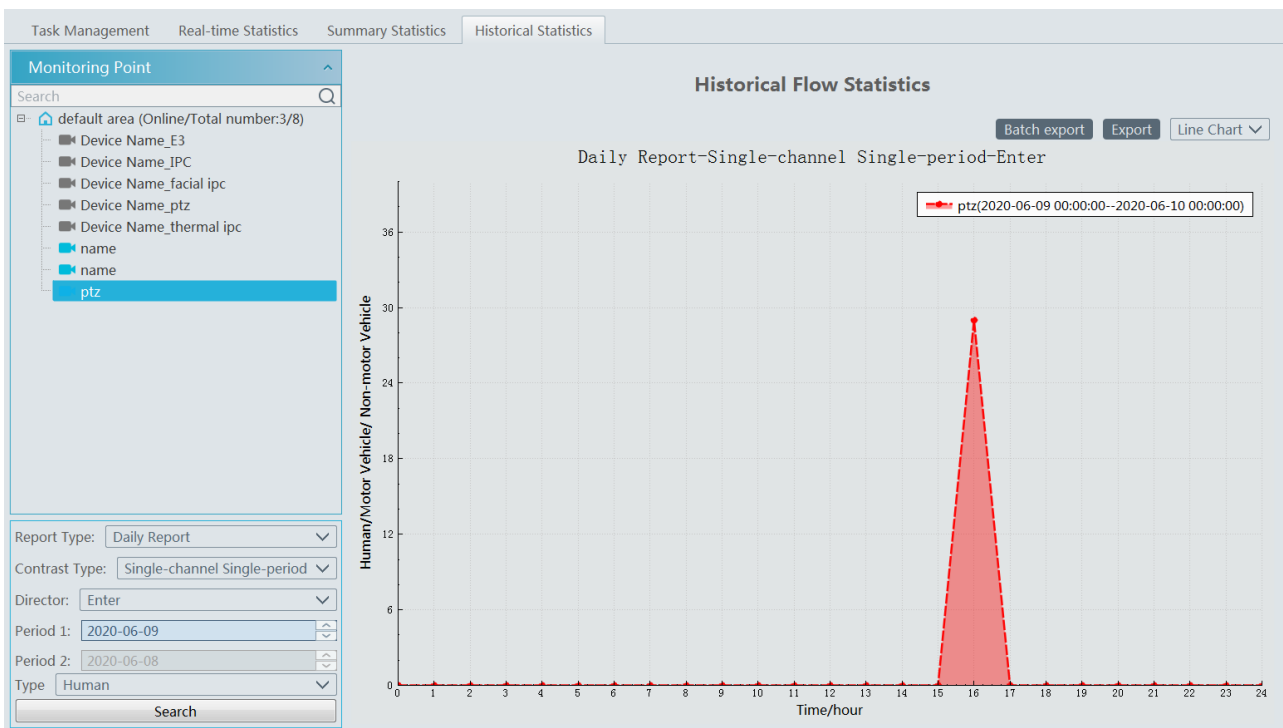 Task Management Real-time Statistics Summary Statistics Historical Statistics
Monitoring Point
Search
default area (Online/Total number:3/8)
Device Name_E3
Device Name_IPC
Device Name_facial ipc
Device Name_ptz
Device Name_thermal ipc
name
name
ptz
Report Type: Daily Report
Contrast Type: Single-channel Single-period
Director: Enter
Period 1: 2020-06-09
Period 2: 2020-06-08
Type Human
Search
Historical Flow Statistics
Batch export Export Line Chart
Daily Report-Single-channel Single-period-Enter
ptz(2020-06-09 00:00:00--2020-06-10 00:00:00)
Human/Motor Vehicle/ Non-motor Vehicle
36
30
24
18
12
6
0
0 1 2 3 4 5 6 7 8 9 10 11 12 13 14 15 16 17 18 19 20 21 22 23 24
Time/hour